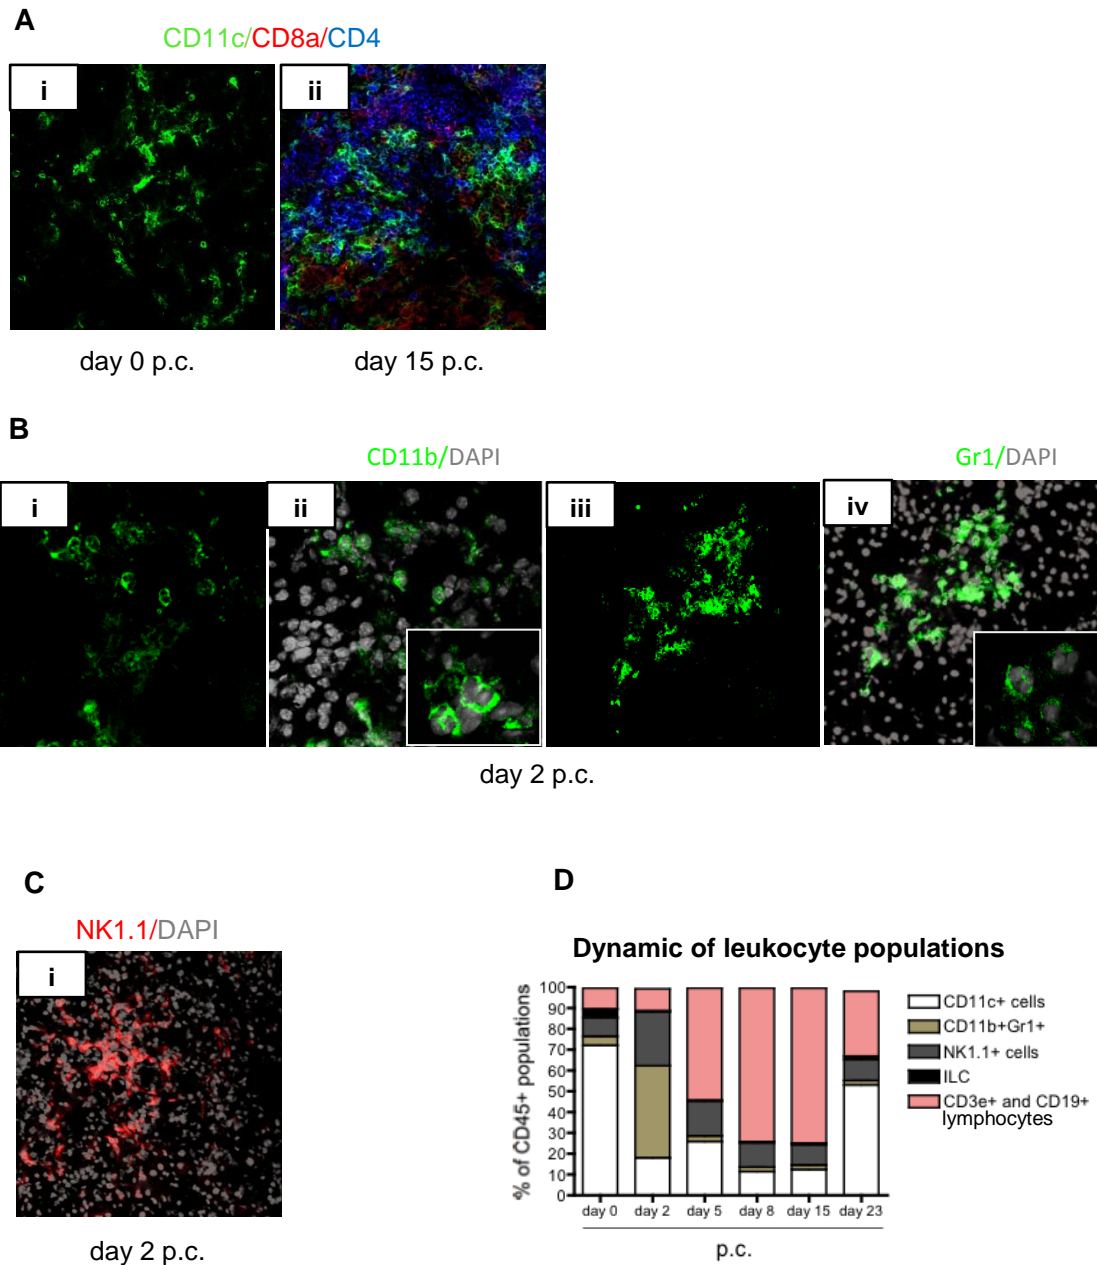 A
CD11c/CD8a/CD4
i
ii
day 0 p.c.
day 15 p.c.
B
CD11b/DAPI
Gr1/DAPI
i
ii
iii
iv
day 2 p.c.
C
NK1.1/DAPI
i
day 2 p.c.
D
Dynamic of leukocyte populations
% of CD45+ populations
100
90
80
70
60
50
40
30
20
10
0
day 0
day 2
day 5
day 8
day 15
day 23
p.c.
CD11c+ cells
CD11b+Gr1+
NK1.1+ cells
ILC
CD3e+ and CD19+
lymphocytes